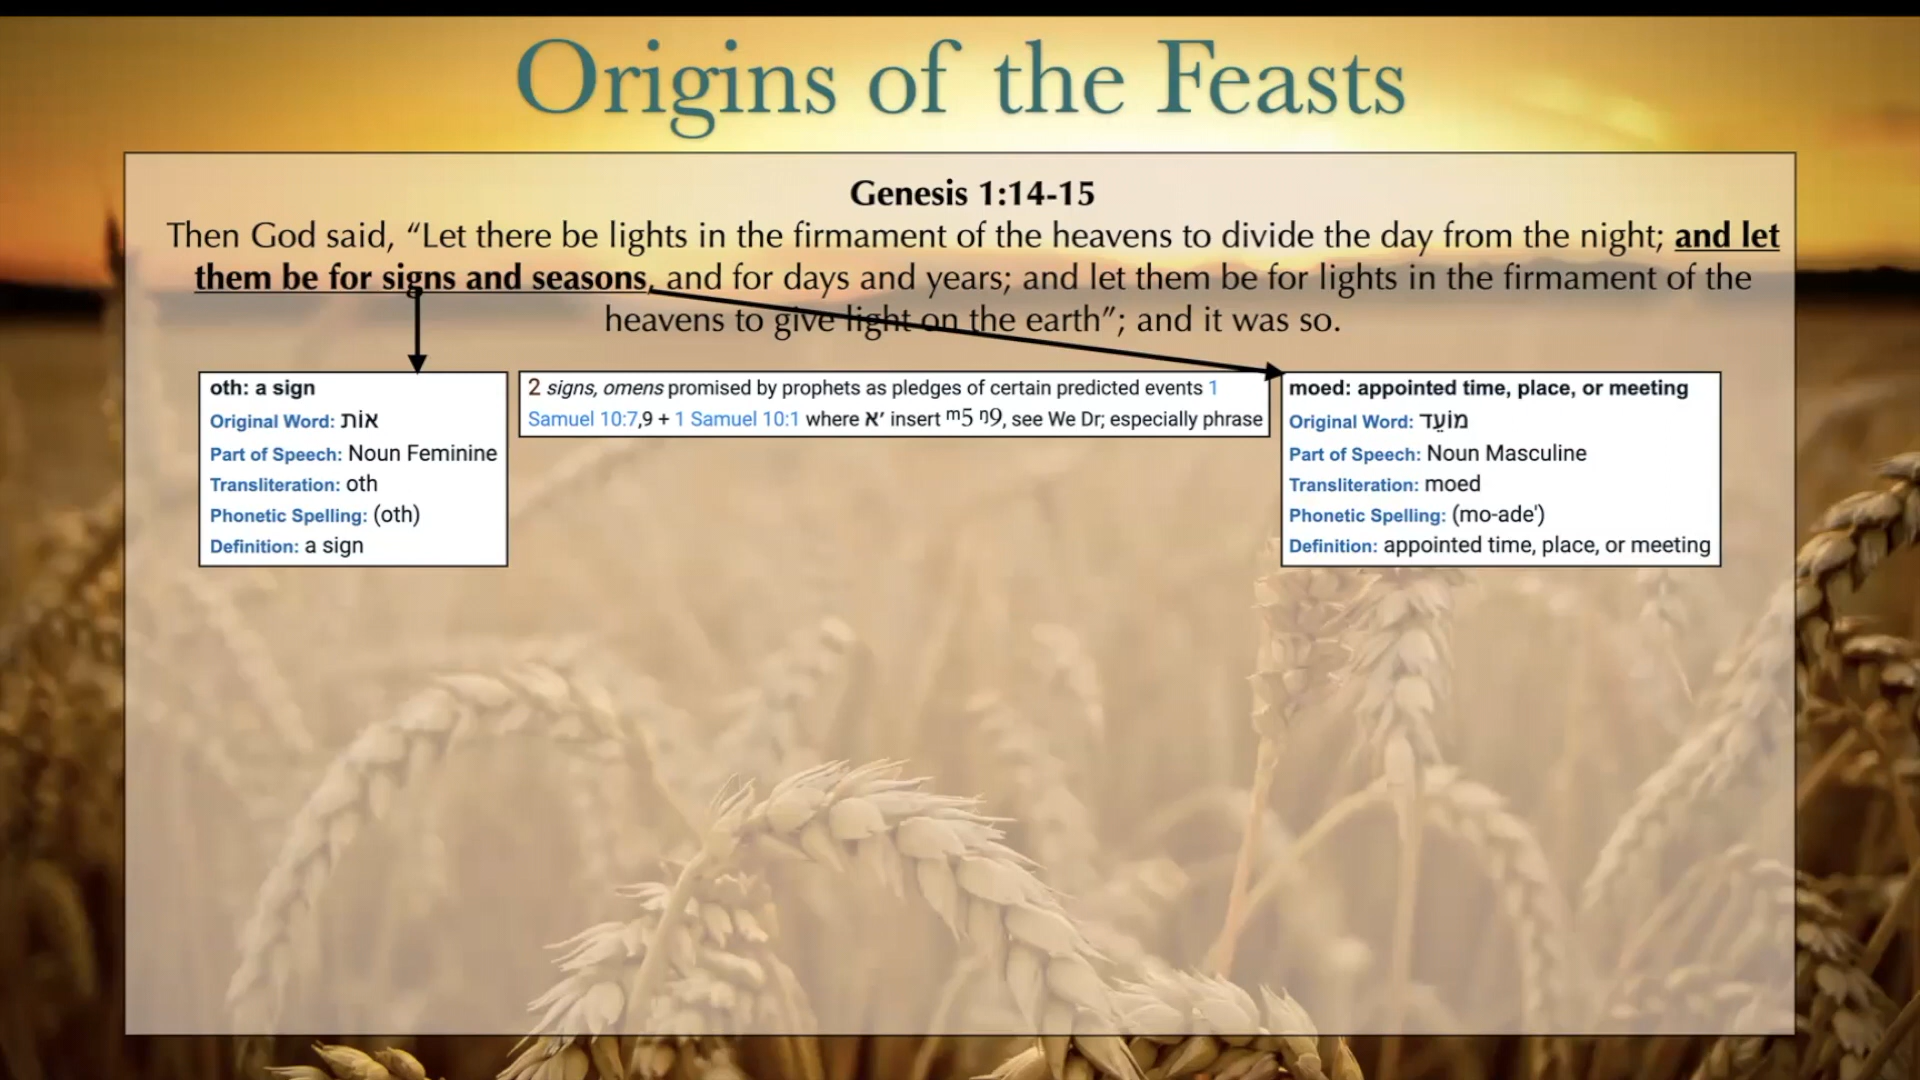 Origins of the Feasts
Genesis 1:14-15
Then God said, “Let there be lights in the firmament of the heavens to divide the day from the night; and let
them be for signs and seasons, and for days and years; and let them be for lights in the firmament of the
heavens to give light on the earth”; and it was so.
oth: a sign
Original Word: אוֹת
Part of Speech: Noun Feminine
Transliteration: oth
Phonetic Spelling: (oth)
Definition: a sign
2 signs, omens promised by prophets as pledges of certain predicted events 1
Samuel 10:7,9 + 1 Samuel 10:1 where א׳ insert ᵐ5 ᑎ9, see We Dr; especially phrase
moed: appointed time, place, or meeting
Original Word: מוֹעֵד
Part of Speech: Noun Masculine
Transliteration: moed
Phonetic Spelling: (mo-ade')
Definition: appointed time, place, or meeting